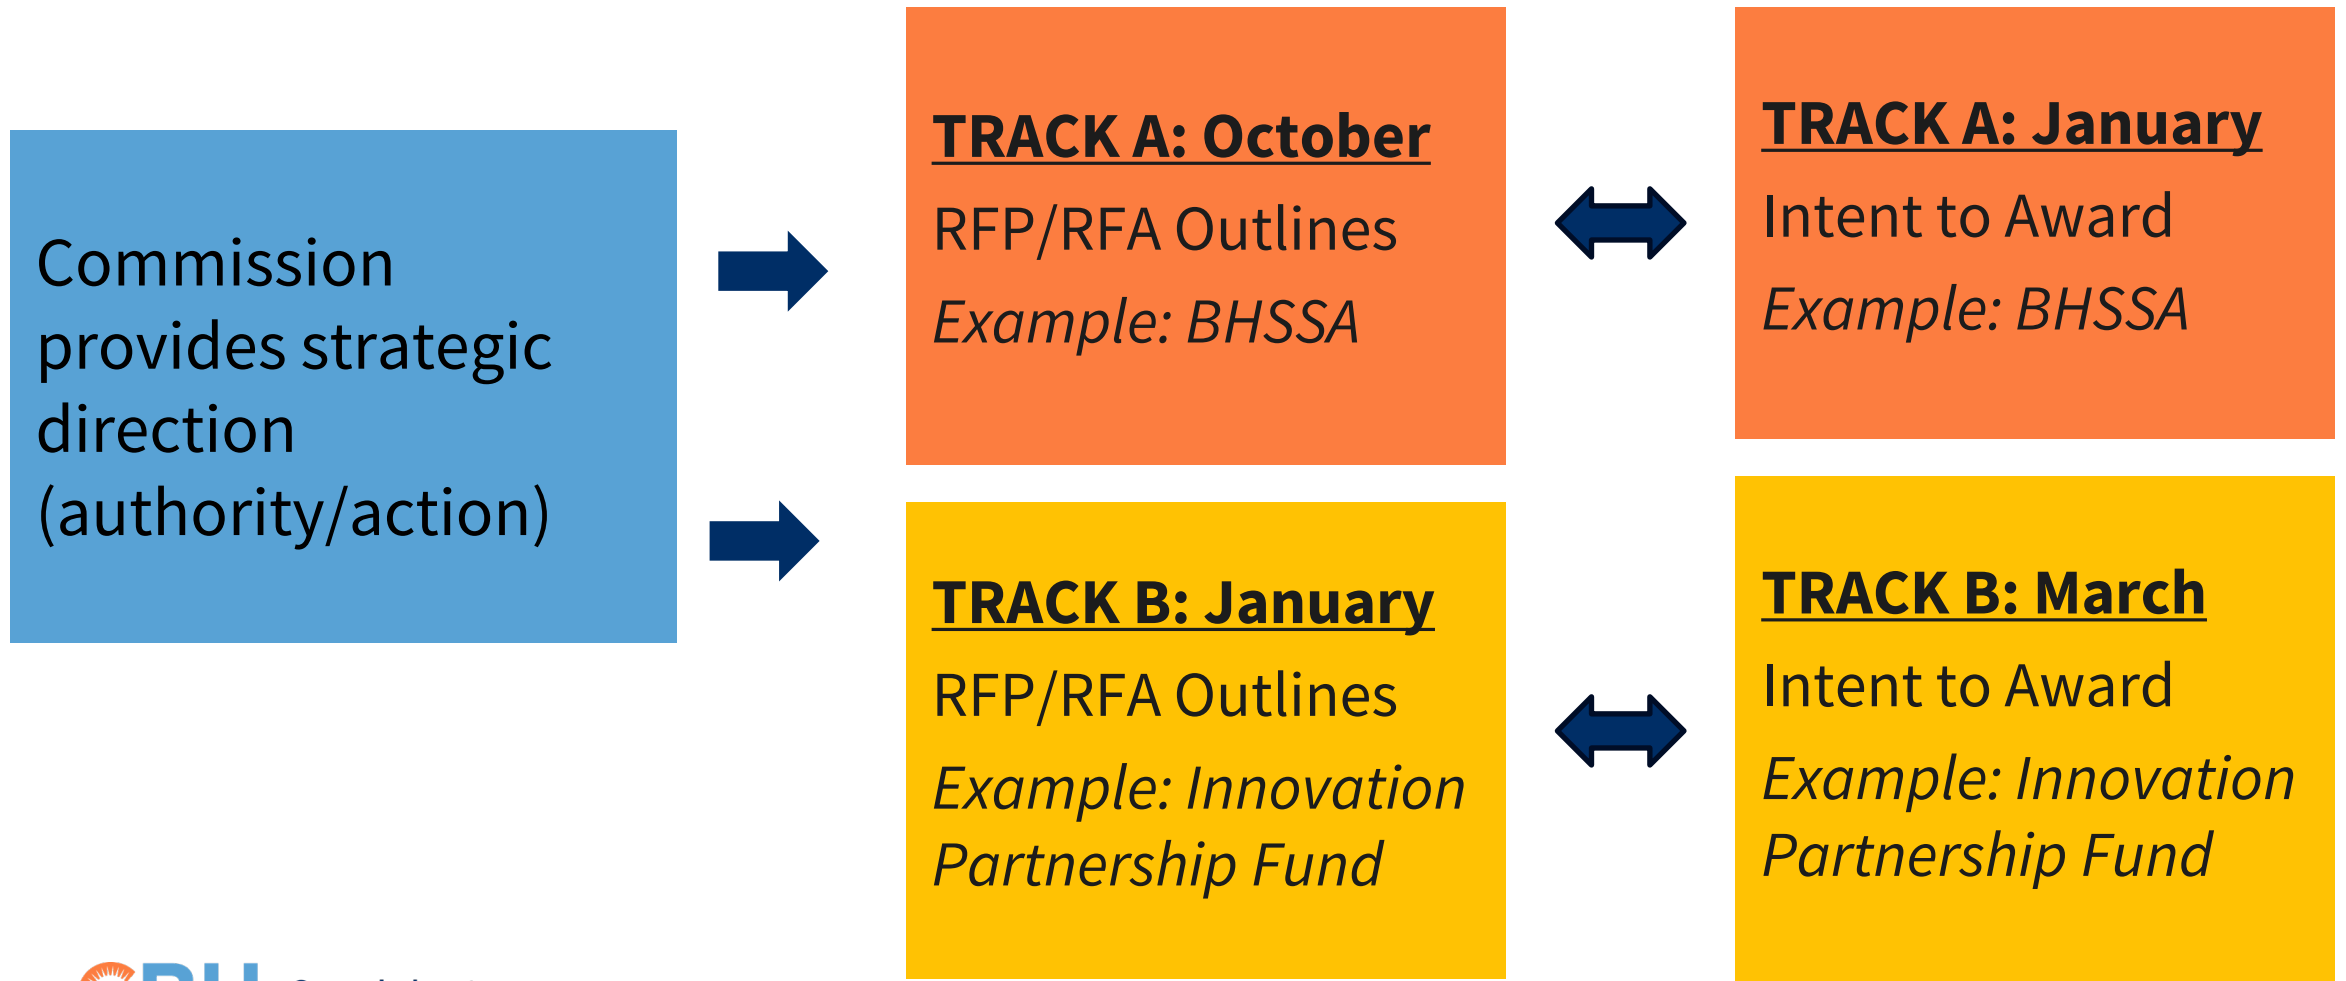 Commission
provides strategic
direction
(authority/action)
TRACK A: October
RFP/RFA Outlines
Example: BHSSA
TRACK A: January
Intent to Award
Example: BHSSA
TRACK B: January
RFP/RFA Outlines
Example: Innovation
Partnership Fund
TRACK B: March
Intent to Award
Example: Innovation
Partnership Fund